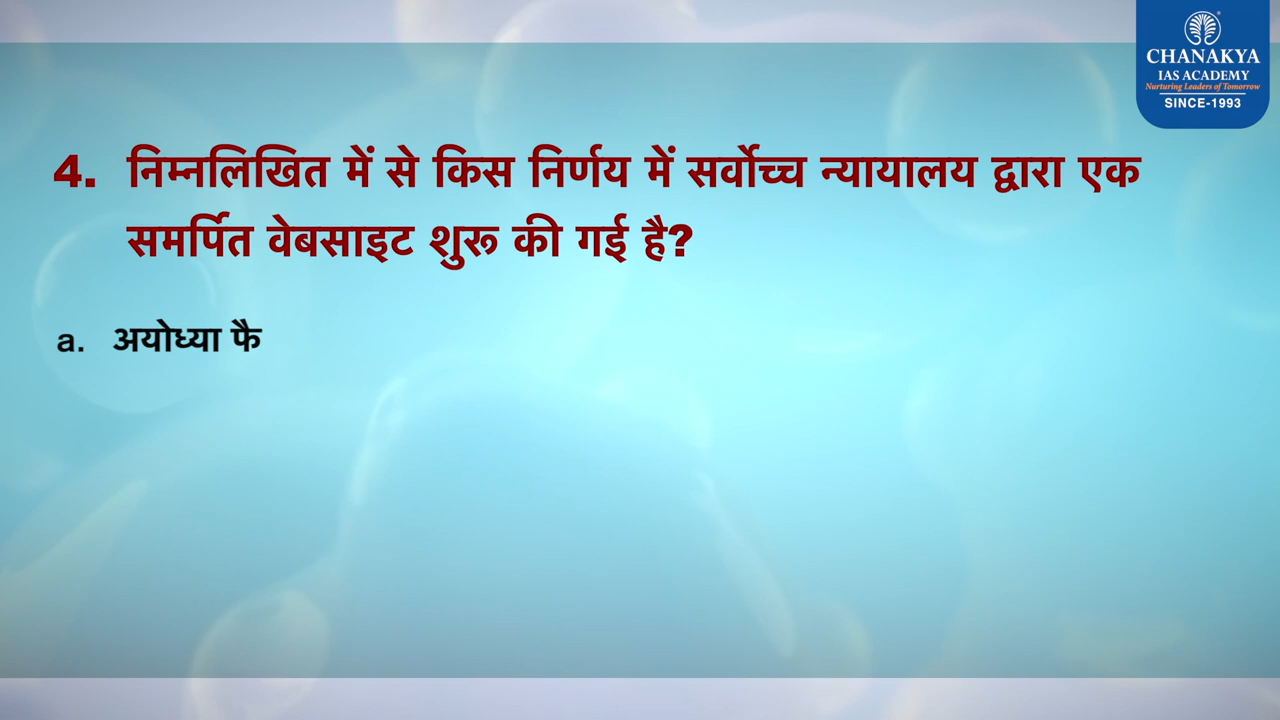 CHANAKYA
IAS ACADEMY
Nurturing Leaders of Tomorrow
SINCE-1993
4. निम्नलिखित में से किस निर्णय में सर्वोच्च न्यायालय द्वारा एक
समर्पित वेबसाइट शुरू की गई है?
a. अयोध्या फै